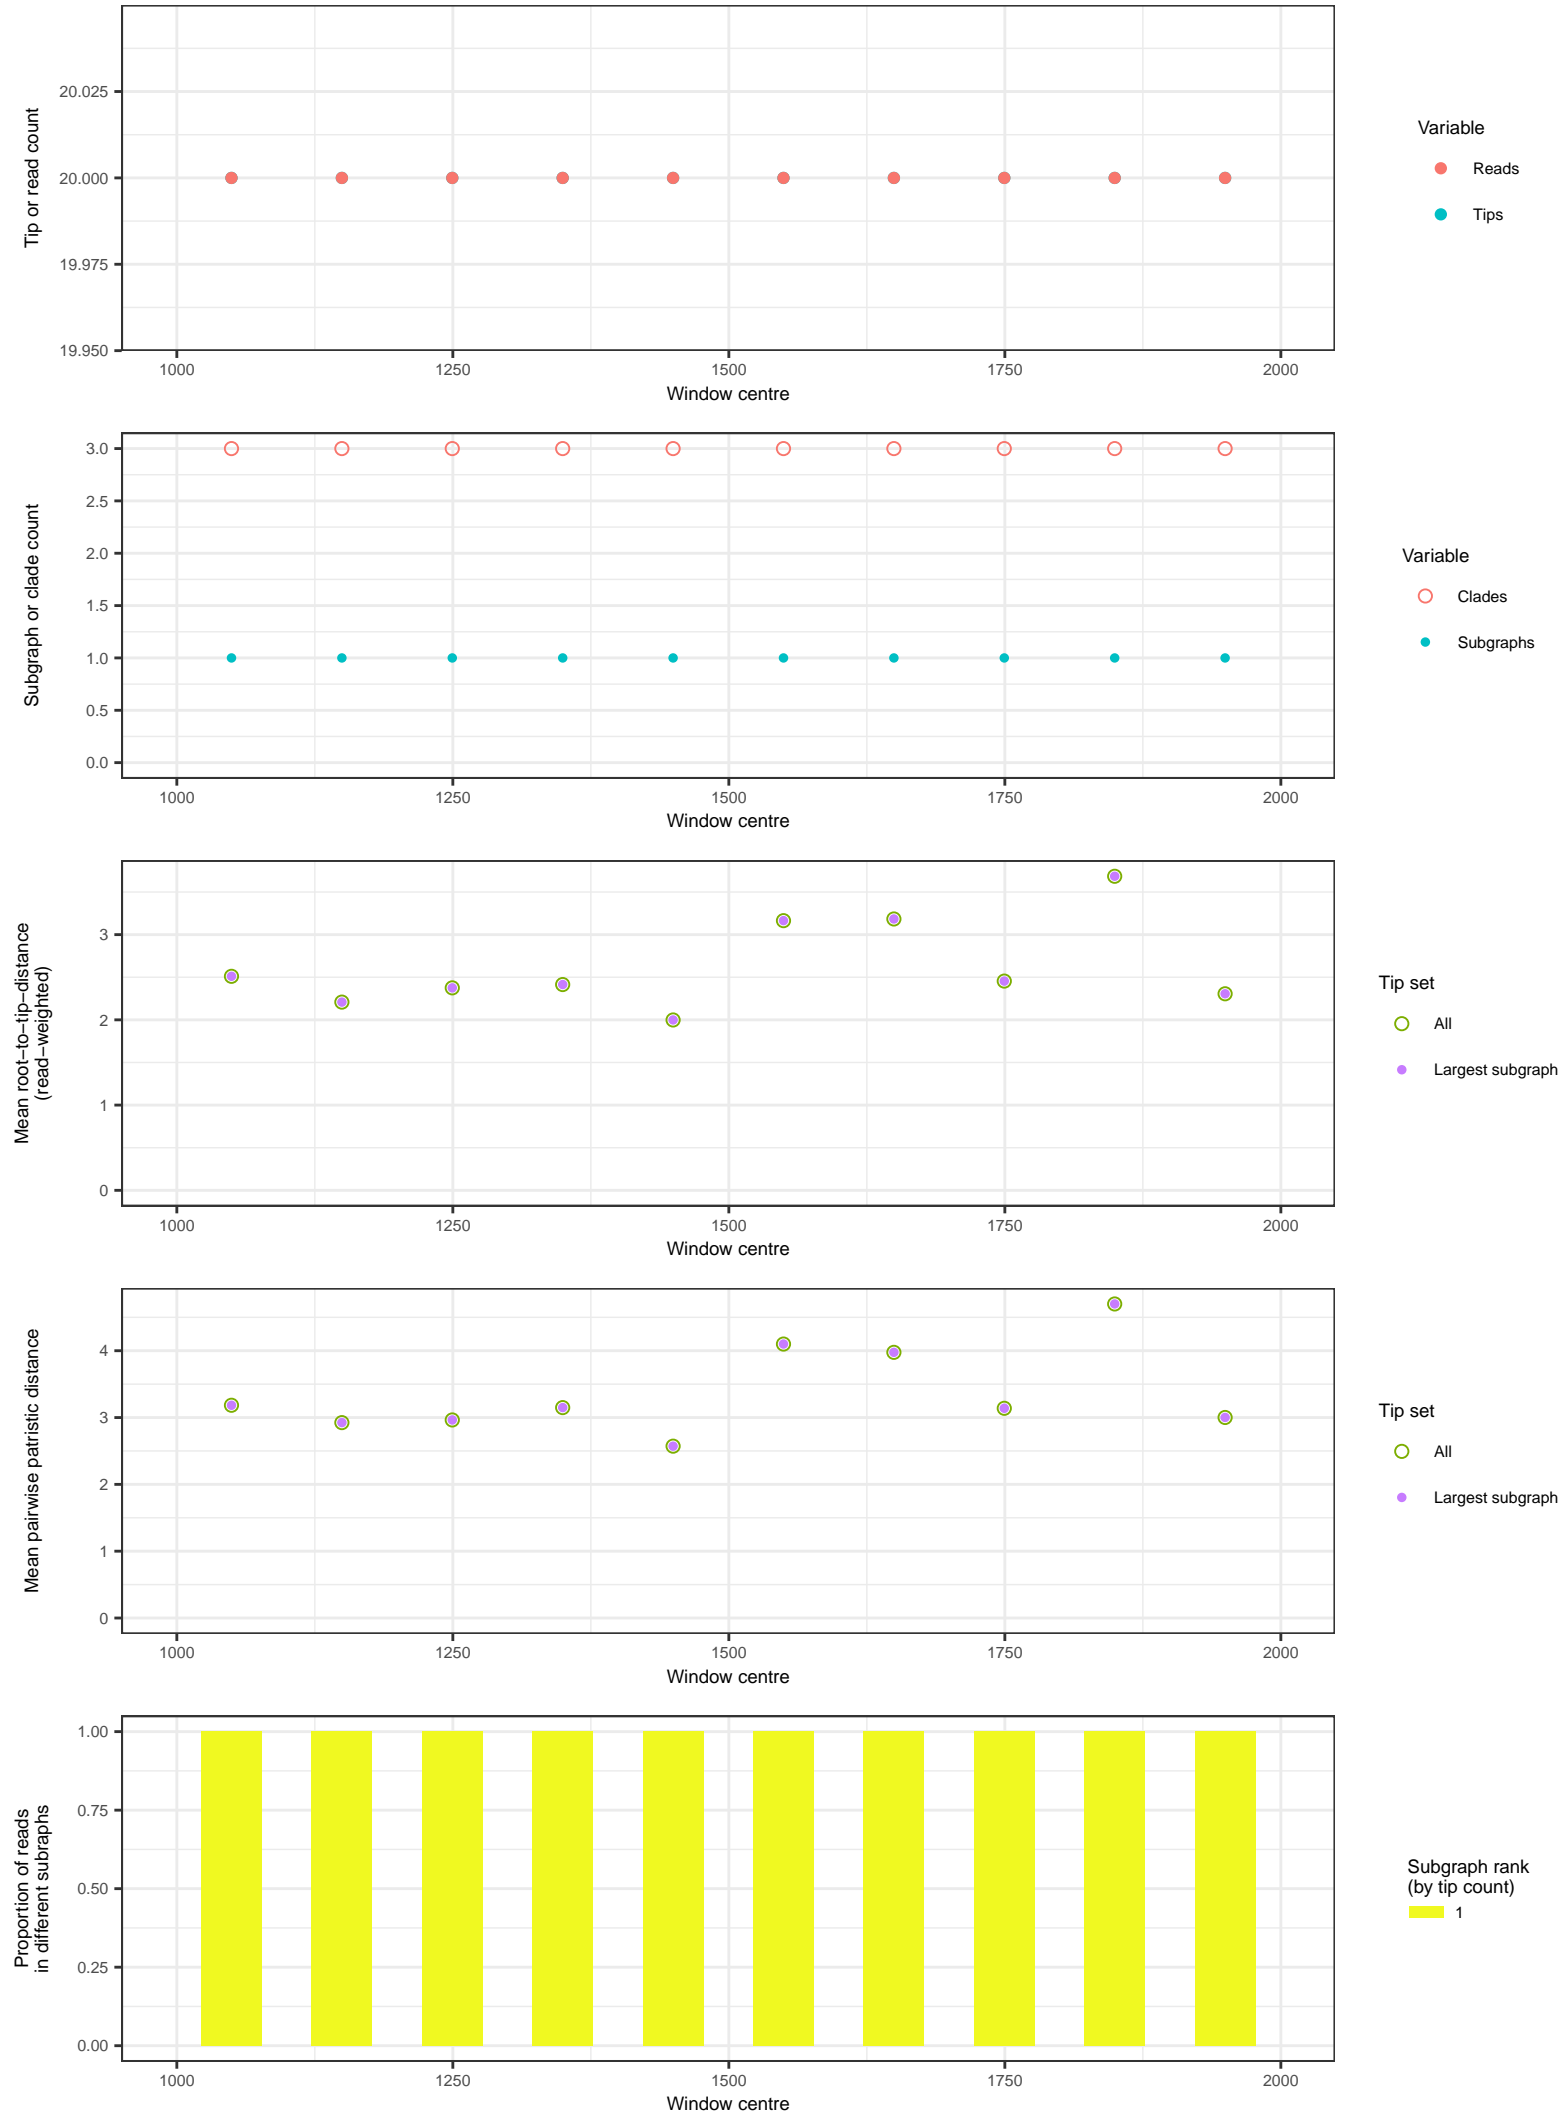 Tip or read count
20.025
20.000
19.975
19.950
1000 1250 1500 1750 2000
Window centre
Variable
Reads
Tips
Subgraph or clade count
3.0
2.5
2.0
1.5
1.0
0.5
0.0
1000 1250 1500 1750 2000
Window centre
Variable
Clades
Subgraphs
Mean root−to−tip−distance
(read−weighted)
3
2
1
0
1000 1250 1500 1750 2000
Window centre
Tip set
All
Largest subgraph
Mean pairwise patristic distance
4
3
2
1
0
1000 1250 1500 1750 2000
Window centre
Tip set
All
Largest subgraph
Proportion of reads
in different subraphs
1.00
0.75
0.50
0.25
0.00
1000 1250 1500 1750 2000
Window centre
Subgraph rank
(by tip count)
1